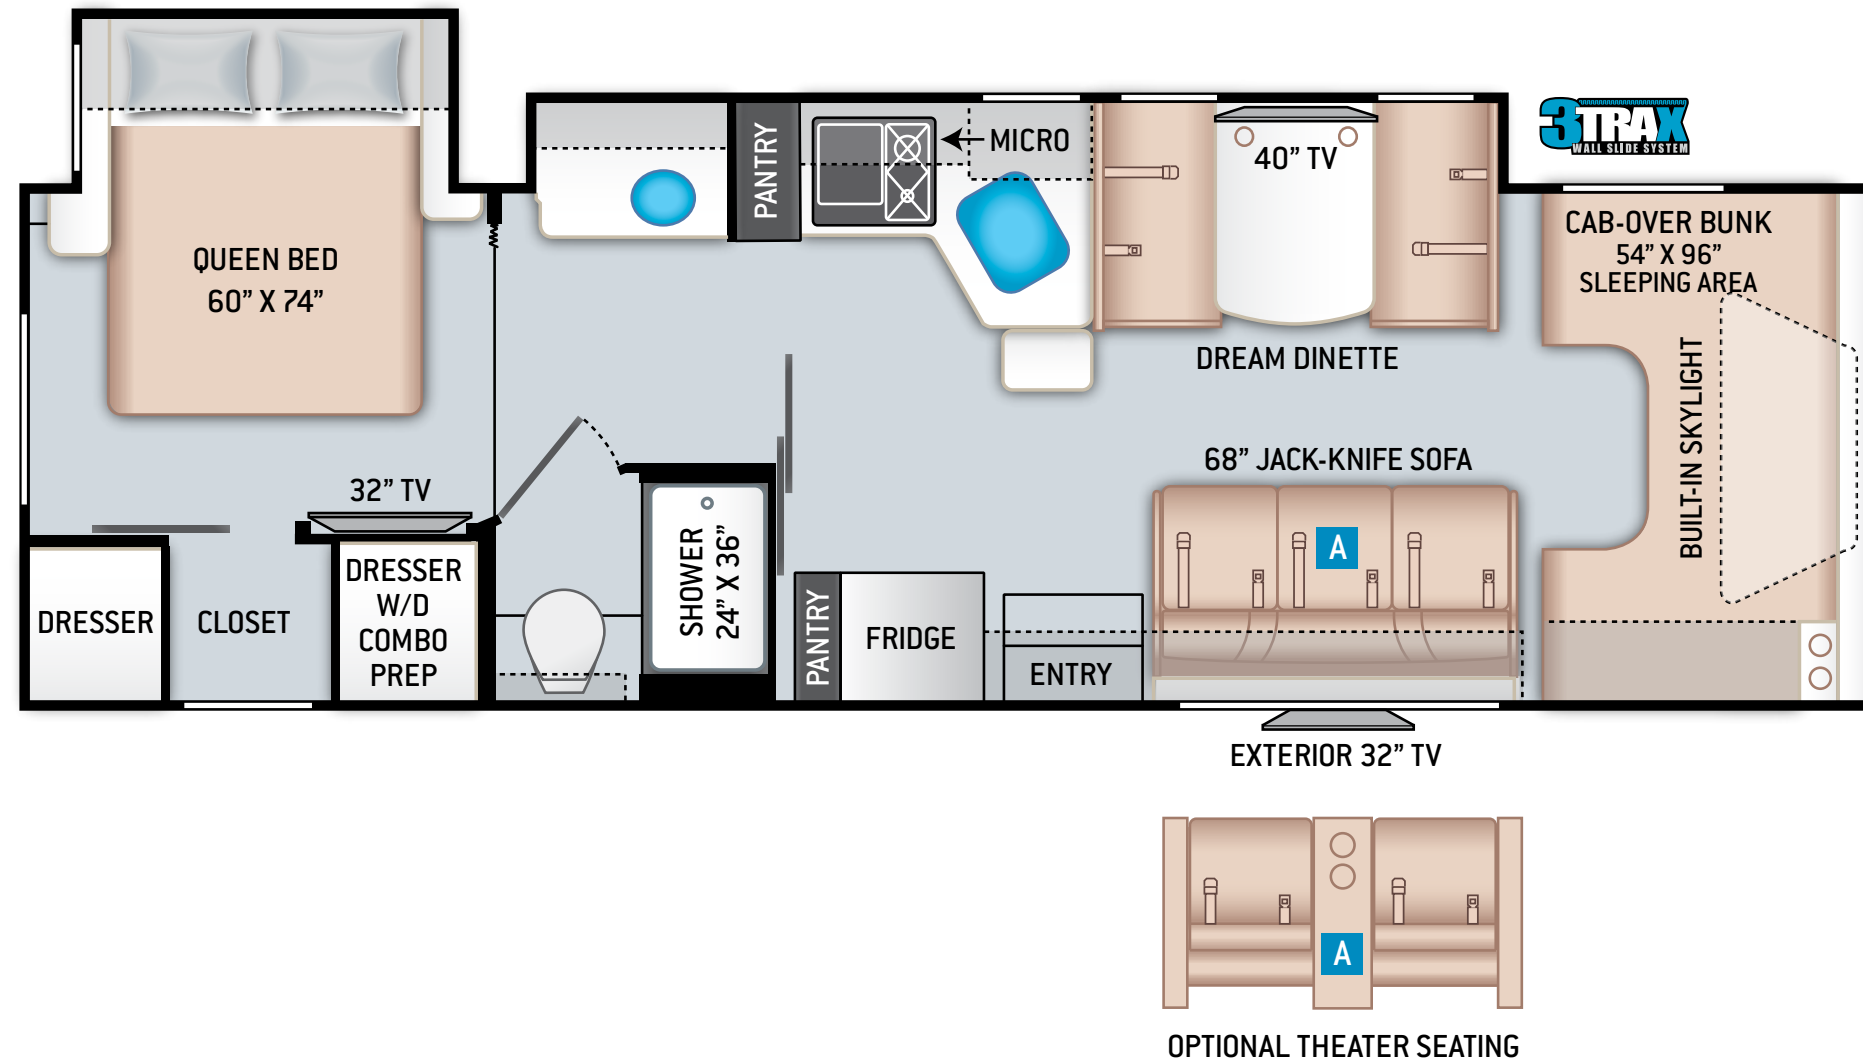 3TRAX
WALL SLIDE SYSTEM
PANTRY
MICRO
40” TV
CAB-OVER BUNK
54” X 96”
SLEEPING AREA
QUEEN BED
60” X 74”
DREAM DINETTE
BUILT-IN SKYLIGHT
68” JACK-KNIFE SOFA
A
32” TV
DRESSER
CLOSET
DRESSER
W/D
COMBO
PREP
SHOWER
24” X 36”
PANTRY
FRIDGE
ENTRY
EXTERIOR 32” TV
A
OPTIONAL THEATER SEATING